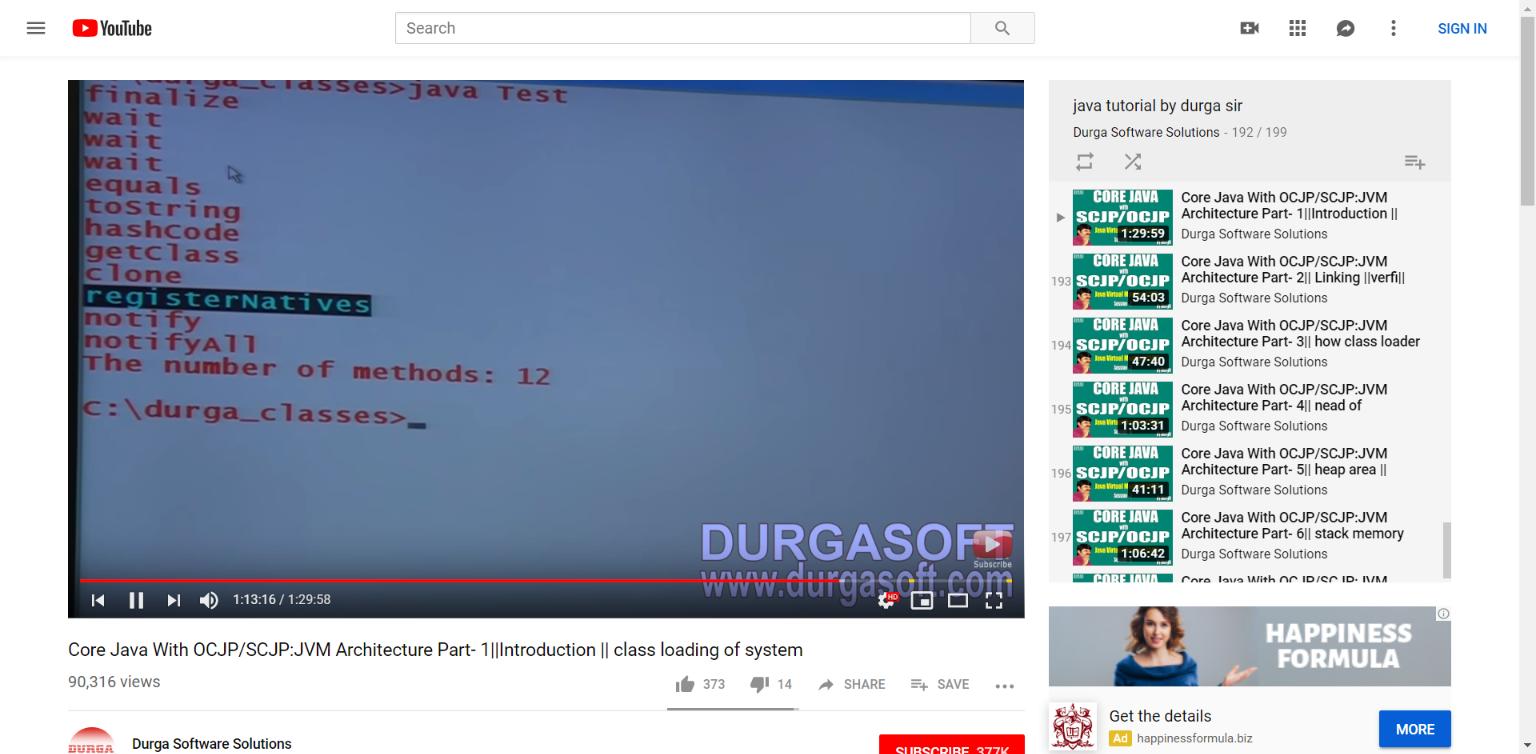 YouTube
Search
SIGN IN
c:\durga_classes>java Test
finalize
wait
wait
wait
equals
toString
hashCode
getClass
clone
registerNatives
notify
notifyAll
The number of methods: 12
c:\durga_classes>_
DURGASOFT
Subscribe
www.durgasoft.com
1:13:16 / 1:29:58
HD
Core Java With OCJP/SCJP:JVM Architecture Part- 1||Introduction || class loading of system
90,316 views
373
14
SHARE
SAVE
DURGA
Durga Software Solutions
SUBSCRIBE 377K
java tutorial by durga sir
Durga Software Solutions - 192 / 199
CORE JAVA
with
SCJP/OCJP
1:29:59
Core Java With OCJP/SCJP:JVM
Architecture Part- 1||Introduction ||
Durga Software Solutions
193
CORE JAVA
with
SCJP/OCJP
54:03
Core Java With OCJP/SCJP:JVM
Architecture Part- 2|| Linking ||verfi||
Durga Software Solutions
194
CORE JAVA
with
SCJP/OCJP
47:40
Core Java With OCJP/SCJP:JVM
Architecture Part- 3|| how class loader
Durga Software Solutions
195
CORE JAVA
with
SCJP/OCJP
1:03:31
Core Java With OCJP/SCJP:JVM
Architecture Part- 4|| nead of
Durga Software Solutions
196
CORE JAVA
with
SCJP/OCJP
41:11
Core Java With OCJP/SCJP:JVM
Architecture Part- 5|| heap area ||
Durga Software Solutions
197
CORE JAVA
with
SCJP/OCJP
1:06:42
Core Java With OCJP/SCJP:JVM
Architecture Part- 6|| stack memory
Durga Software Solutions
CORE JAVA
Core Java With OCJP/SCJP:JVM
HAPPINESS
FORMULA
Get the details
Ad happinessformula.biz
MORE